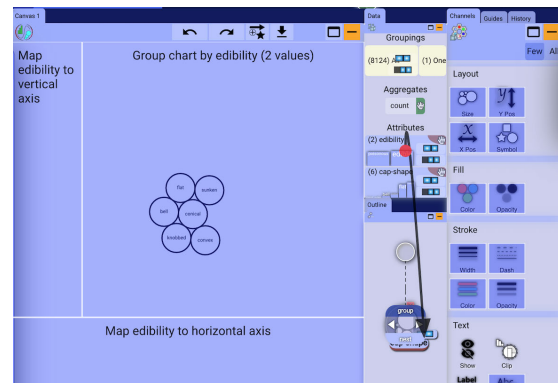 Canvas 1
Map
edibility to
vertical
axis
Group chart by edibility (2 values)
flat
sunken
bell
conical
knobbed
convex
Map edibility to horizontal axis
Data
Groupings
(8124)
(1) One
Aggregates
count
Attributes
(2) edibility
(6) cap-shape
Outline
group
Channels
Guides
History
Few
All
Layout
Size
Y Pos
X Pos
Symbol
Fill
Color
Opacity
Stroke
Width
Dash
Color
Opacity
Text
Show
Clip
Label
Abc